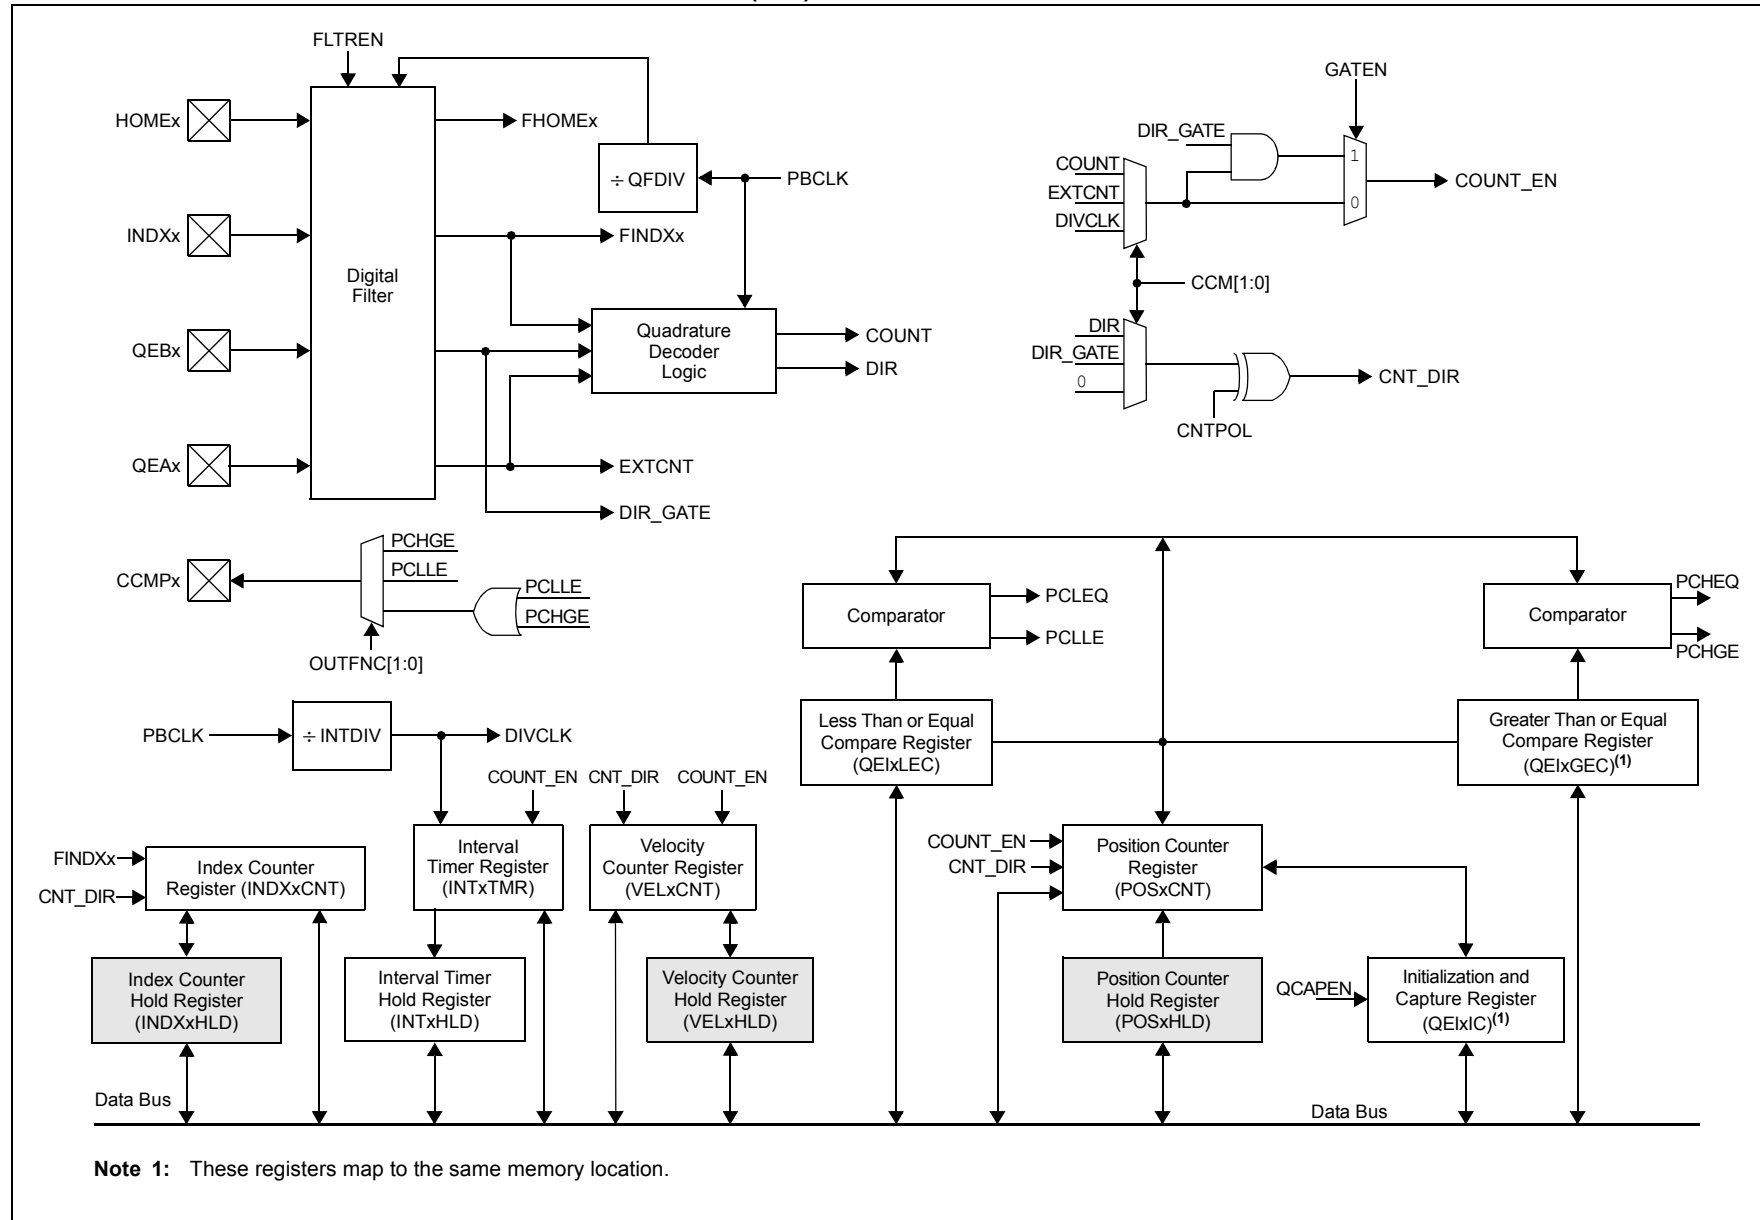 FLTREN
HOMEx
FHOMEx
÷ QFDIV
PBCLK
INDXx
FINDXx
Digital
Filter
QEBx
Quadrature
Decoder
Logic
COUNT
DIR
QEAx
EXTCNT
DIR_GATE
GATEN
DIR_GATE
COUNT
EXTCNT
DIVCLK
1
0
COUNT_EN
CCM[1:0]
DIR
DIR_GATE
0
CNT_DIR
CNTPOL
CCMPx
PCHGE
PCLLE
PCLLE
PCHGE
OUTFNC[1:0]
Comparator
PCLEQ
PCLLE
Comparator
PCHEQ
PCHGE
PBCLK
÷ INTDIV
DIVCLK
Less Than or Equal
Compare Register
(QEIxLEC)
Greater Than or Equal
Compare Register
(QEIxGEC)(1)
COUNT_EN
CNT_DIR
COUNT_EN
FINDXx
CNT_DIR
Index Counter
Register (INDXxCNT)
Interval
Timer Register
(INTxTMR)
Velocity
Counter Register
(VELxCNT)
COUNT_EN
CNT_DIR
Position Counter
Register
(POSxCNT)
Index Counter
Hold Register
(INDXxHLD)
Interval Timer
Hold Register
(INTxHLD)
Velocity Counter
Hold Register
(VELxHLD)
Position Counter
Hold Register
(POSxHLD)
QCAPEN
Initialization and
Capture Register
(QEIxIC)(1)
Data Bus
Data Bus
Note 1: These registers map to the same memory location.